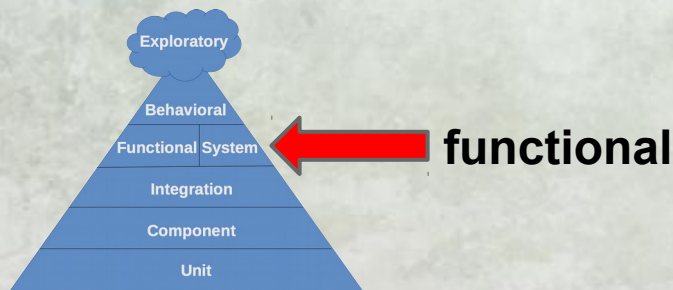 Exploratory
Behavioral
Functional System
functional
Integration
Component
Unit